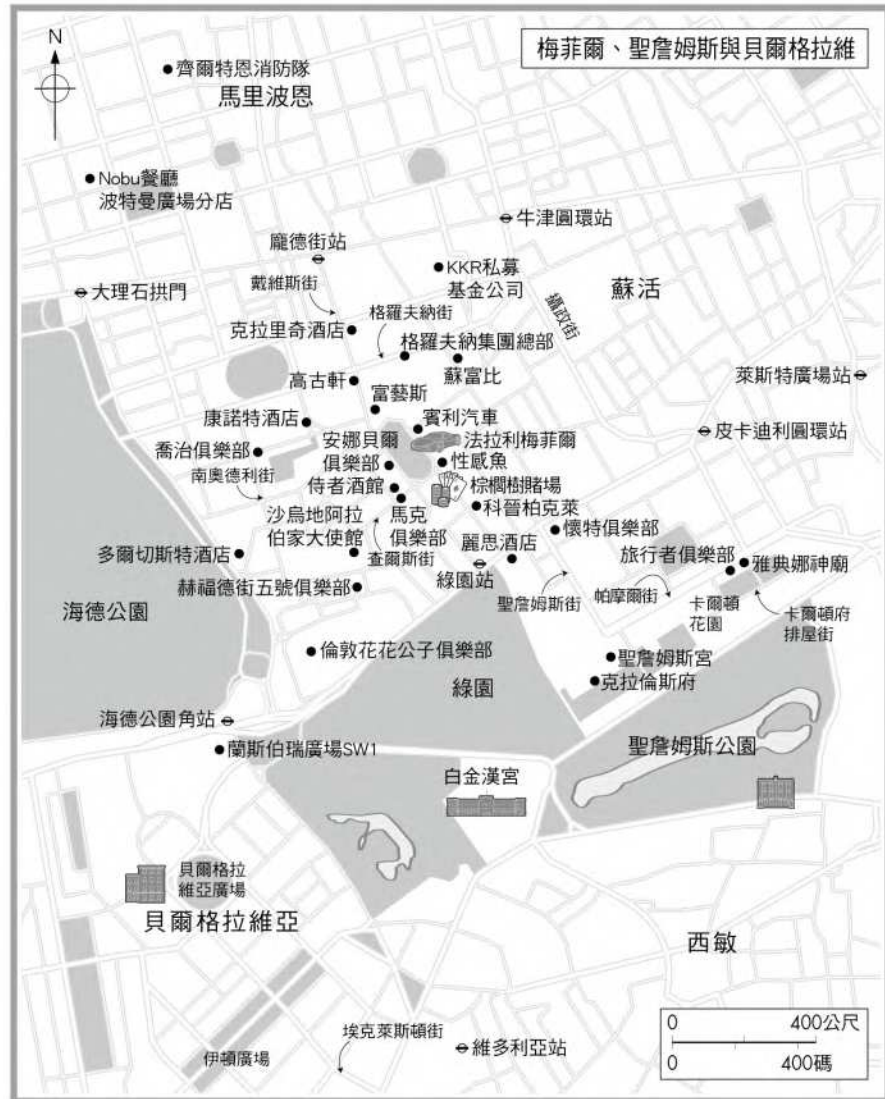 N
梅菲爾、聖詹姆斯與貝爾格拉維
齊爾特恩消防隊
馬里波恩
Nobu餐廳
波特曼廣場分店
牛津圓環站
龐德街站
KKR私募
基金公司
蘇活
戴維斯街
大理石拱門
格羅夫納街
攝政街
克拉里奇酒店
格羅夫納集團總部
蘇富比
萊斯特廣場站
高古軒
富藝斯
康諾特酒店
賓利汽車
皮卡迪利圓環站
安娜貝爾
俱樂部
法拉利梅菲爾
喬治俱樂部
性感魚
南奧德利街
侍者酒館
棕櫚樹賭場
科晉柏克萊
沙烏地阿拉
伯家大使館
馬克
俱樂部
懷特俱樂部
多爾切斯特酒店
查爾斯街
麗思酒店
旅行者俱樂部
雅典娜神廟
綠園站
赫福德街五號俱樂部
聖詹姆斯街
帕摩爾街
卡爾頓
花園
卡爾頓府
排屋街
海德公園
倫敦花花公子俱樂部
聖詹姆斯宮
綠園
克拉倫斯府
海德公園角站
蘭斯伯瑞廣場SW1
聖詹姆斯公園
白金漢宮
貝爾格拉
維亞廣場
貝爾格拉維亞
西敏
0
400公尺
0
400碼
埃克萊斯頓街
伊頓廣場
維多利亞站